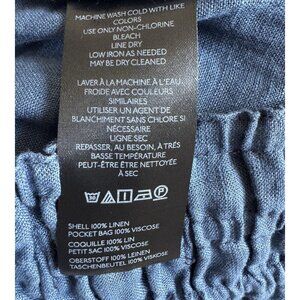 MACHINE WASH COLD WITH LIKE
COLORS
USE ONLY NON-CHLORINE
BLEACH
LINE DRY
LOW IRON AS NEEDED
MAY BE DRY CLEANED
LAVER À LA MACHINE À L'EAU
FROIDE AVEC COULEURS
SIMILAIRES
UTILISER UN AGENT DE
BLANCHIMENT SANS CHLORE SI
NÉCESSAIRE
LIGNE SEC
REPASSER, AU BESOIN, À TRÈS
BASSE TEMPÉRATURE
PEUT-ÊTRE ÊTRE NETTOYÉE
À SEC
SHELL 100% LINEN
POCKET BAG 100% VISCOSE
COQUILLE 100% LIN
PETIT SAC 100% VISCOSE
OBERSTOFF 100% LEINEN
TASCHENBEUTEL 100% VISKOSE